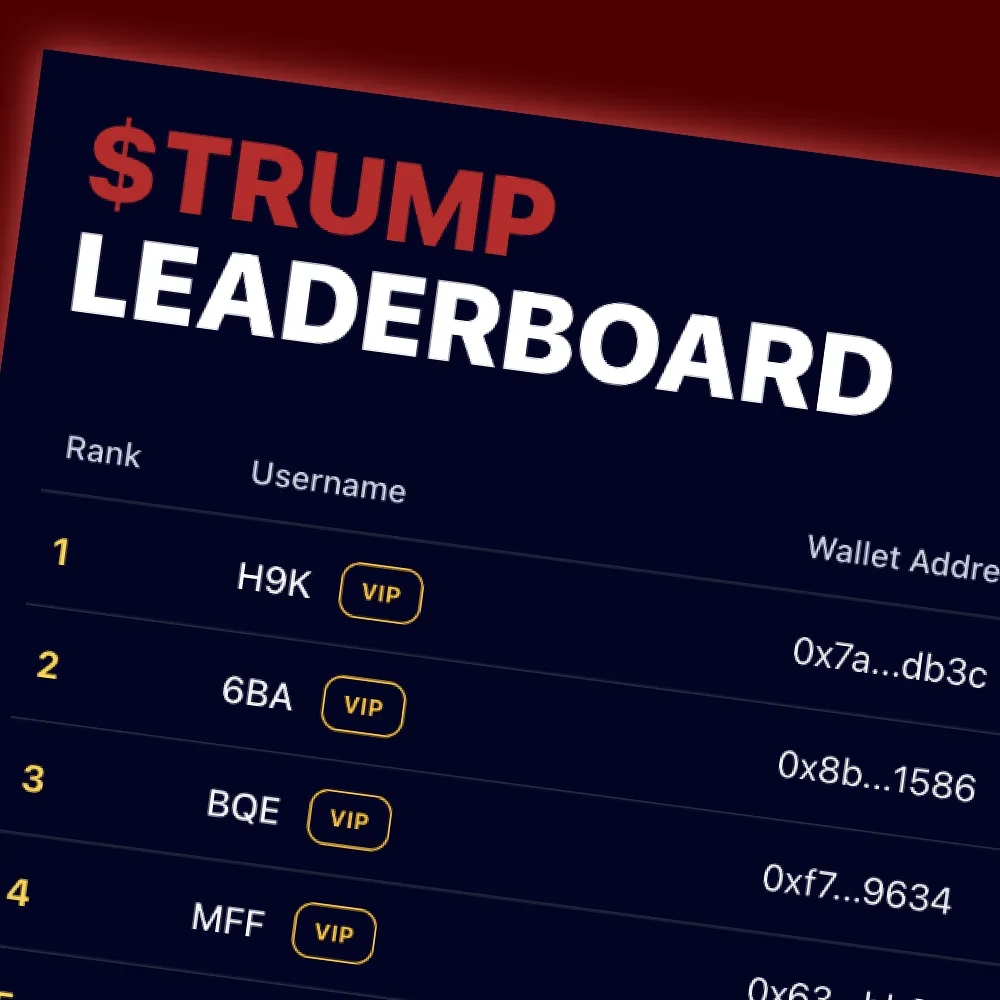 $TRUMP
LEADERBOARD
Rank Username Wallet Addre
1 H9K VIP 0x7a...db3c
2 6BA VIP 0x8b...1586
3 BQE VIP 0xf7...9634
4 MFF VIP